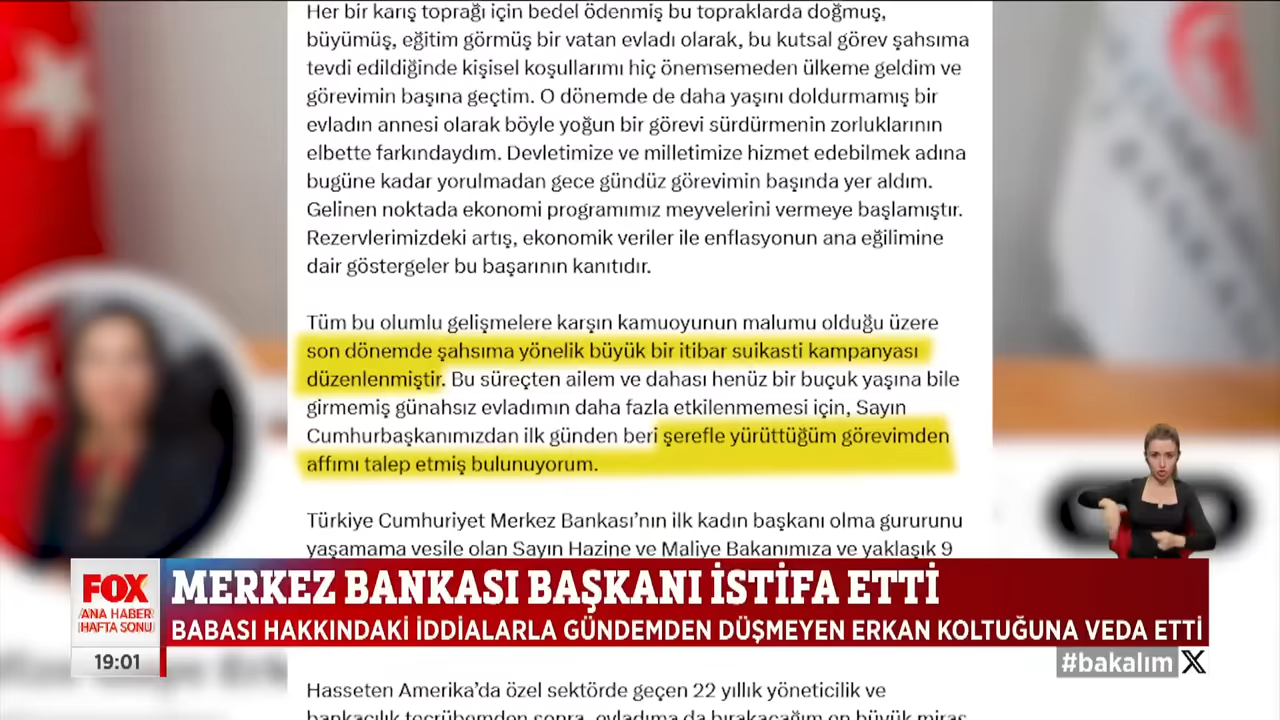 Her bir karış toprağı için bedel ödenmiş bu topraklarda doğmuş,
büyümüş, eğitim görmüş bir vatan evladı olarak, bu kutsal görev şahsıma
tevdi edildiğinde kişisel koşullarımı hiç önemsemeden ülkeme geldim ve
görevimin başına geçtim. O dönemde de daha yaşını doldurmamış bir
evladın annesi olarak böyle yoğun bir görevi sürdürmenin zorluklarının
elbette farkındaydım. Devletimize ve milletimize hizmet edebilmek adına
bugüne kadar yorulmadan gece gündüz görevimin başında yer aldım.
Gelinen noktada ekonomi programımız meyvelerini vermeye başlamıştır.
Rezervlerimizdeki artış, ekonomik veriler ile enflasyonun ana eğilimine
dair göstergeler bu başarının kanıtıdır.
Tüm bu olumlu gelişmelere karşın kamuoyunun malumu olduğu üzere
son dönemde şahsıma yönelik büyük bir itibar suikasti kampanyası
düzenlenmiştir. Bu süreçten ailem ve dahası henüz bir buçuk yaşına bile
girmemiş günahsız evladımın daha fazla etkilenmemesi için, Sayın
Cumhurbaşkanımızdan ilk günden beri şerefle yürüttüğüm görevimden
affımı talep etmiş bulunuyorum.
Türkiye Cumhuriyet Merkez Bankası'nın ilk kadın başkanı olma gururunu
yaşamama vesile olan Sayın Hazine ve Maliye Bakanımıza ve yaklaşık 9
FOX
ANA HABER
HAFTA SONU
19:01
MERKEZ BANKASI BAŞKANI İSTİFA ETTİ
BABASI HAKKINDAKİ İDDİALARLA GÜNDEMDEN DÜŞMEYEN ERKAN KOLTUĞUNA VEDA ETTİ
#bakalım X
Hasseten Amerika'da özel sektörde geçen 22 yıllık yöneticilik ve
bankacılık tecrübemden sonra, evladıma da bırakacağım en büyük miras